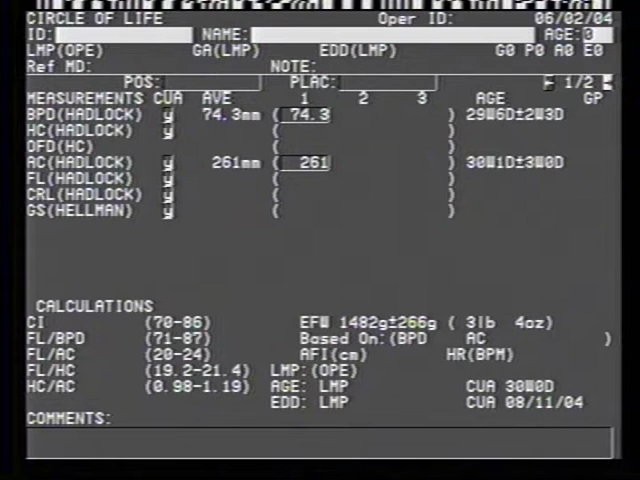 CIRCLE OF LIFE Oper ID: 06/02/04
ID: NAME: AGE:0
LMP(OPE) GA(LMP) EDD(LMP) G0 P0 A0 E0
Ref MD: NOTE:
POS: PLAC: 1/2
MEASUREMENTS CUA AVE 1 2 3 AGE GP
BPD(HADLOCK) y 74.3mm ( 74.3 ) 29W6D±2W3D
HC(HADLOCK) y ( )
OFD(HC) ( )
AC(HADLOCK) y 261mm ( 261 ) 30W1D±3W0D
FL(HADLOCK) y ( )
CRL(HADLOCK) y ( )
GS(HELLMAN) y ( )
CALCULATIONS
CI (70-86) EFW 1482g±266g ( 3lb 4oz)
FL/BPD (71-87) Based On:(BPD AC )
FL/AC (20-24) AFI(cm) HR(BPM)
FL/HC (19.2-21.4) LMP:(OPE)
HC/AC (0.98-1.19) AGE: LMP CUA 30W0D
EDD: LMP CUA 08/11/04
COMMENTS: